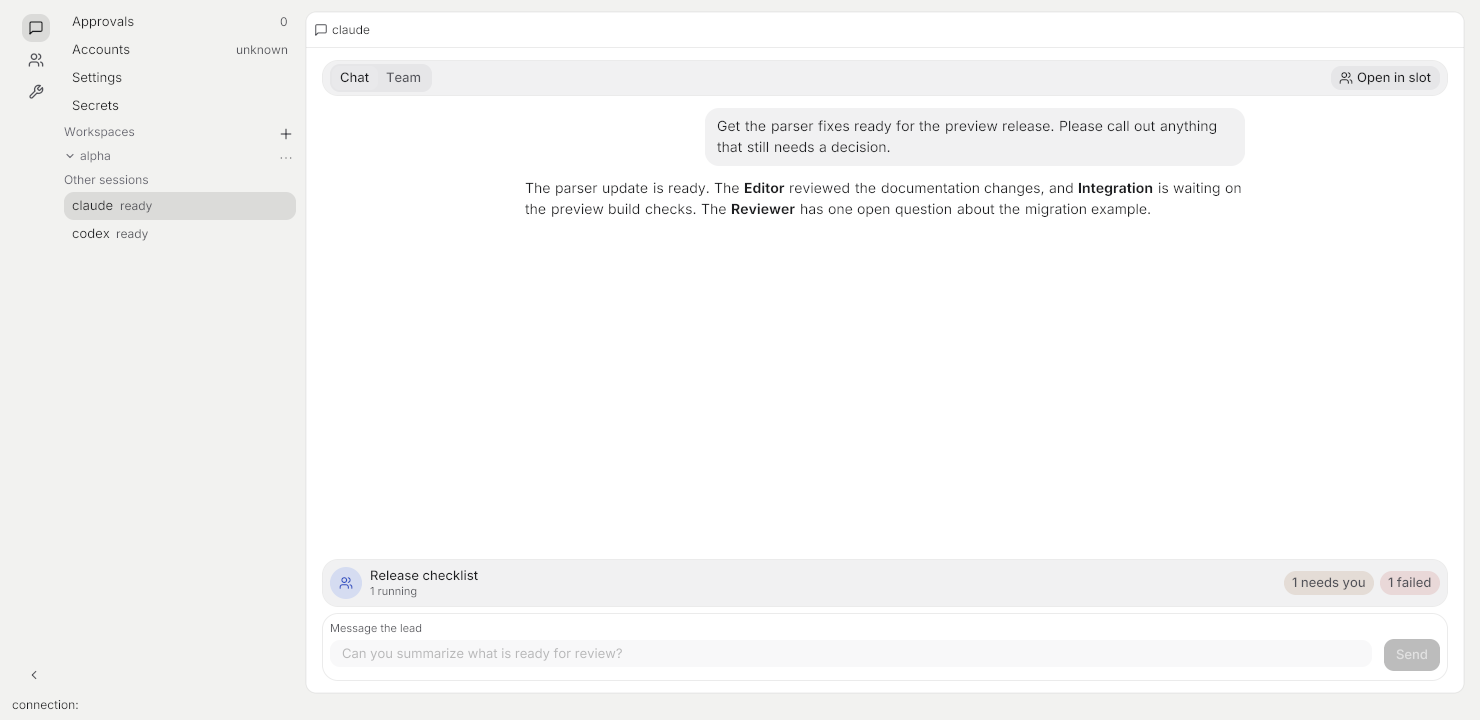 Approvals 0
Accounts unknown
Settings
Secrets
Workspaces
alpha ...
Other sessions
claude ready
codex ready
connection:
claude
Chat Team Open in slot
Get the parser fixes ready for the preview release. Please call out anything
that still needs a decision.
The parser update is ready. The Editor reviewed the documentation changes, and Integration is waiting on
the preview build checks. The Reviewer has one open question about the migration example.
Release checklist
1 running
1 needs you 1 failed
Message the lead
Can you summarize what is ready for review?
Send